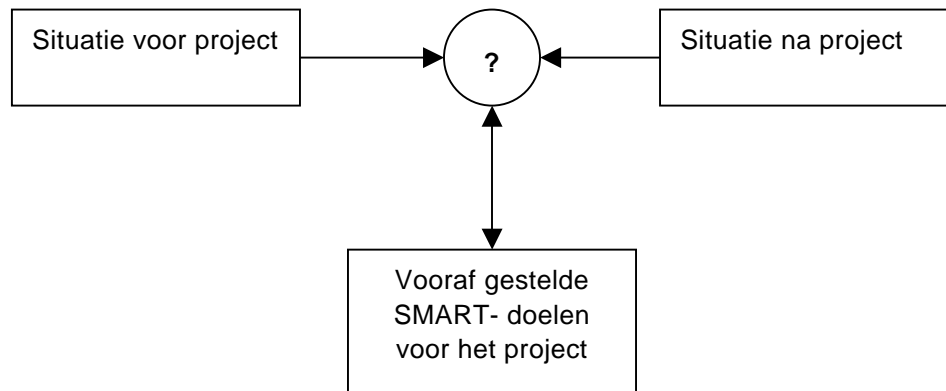 Situatie voor project
?
Situatie na project
Vooraf gestelde
SMART- doelen
voor het project